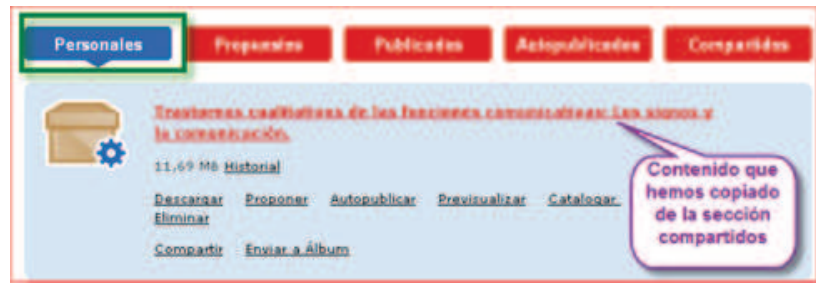 Personales Propuestos Publicados Autopublicados Compartidos
Trastornos cualitativos de las funciones comunicativas: Los signos y
la comunicación.
11,69 MB Historial
Descargar Proponer Autopublicar Previsualizar Catalogar
Eliminar
Compartir Enviar a Álbum
Contenido que
hemos copiado
de la sección
compartidos